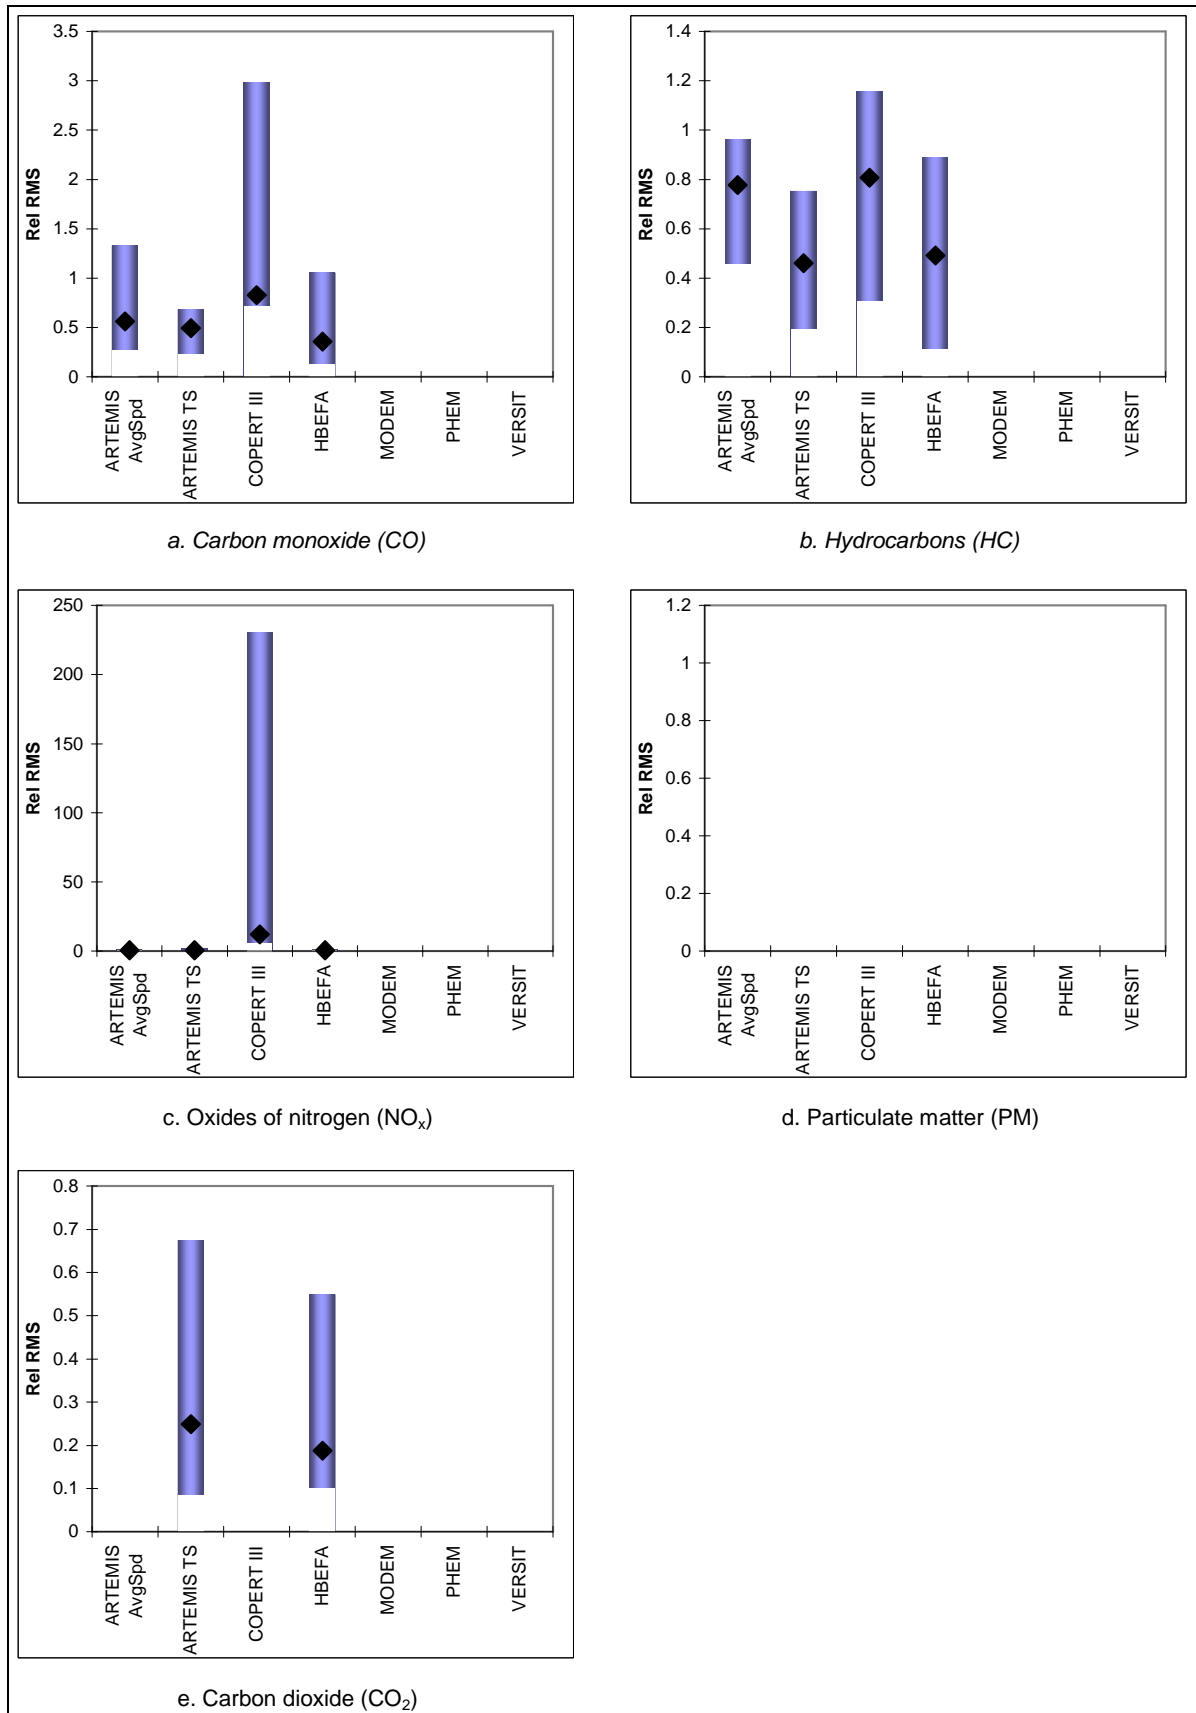 3.5
3
2.5
2
1.5
1
0.5
0
Rel RMS
ARTEMIS
AvgSpd
ARTEMIS TS
COPERT III
HBEFA
MODEM
PHEM
VERSIT
a. Carbon monoxide (CO)
1.4
1.2
1
0.8
0.6
0.4
0.2
0
Rel RMS
ARTEMIS
AvgSpd
ARTEMIS TS
COPERT III
HBEFA
MODEM
PHEM
VERSIT
b. Hydrocarbons (HC)
250
200
150
100
50
0
Rel RMS
ARTEMIS
AvgSpd
ARTEMIS TS
COPERT III
HBEFA
MODEM
PHEM
VERSIT
c. Oxides of nitrogen (NOx)
1.2
1
0.8
0.6
0.4
0.2
0
Rel RMS
ARTEMIS
AvgSpd
ARTEMIS TS
COPERT III
HBEFA
MODEM
PHEM
VERSIT
d. Particulate matter (PM)
0.8
0.7
0.6
0.5
0.4
0.3
0.2
0.1
0
Rel RMS
ARTEMIS
AvgSpd
ARTEMIS TS
COPERT III
HBEFA
MODEM
PHEM
VERSIT
e. Carbon dioxide (CO2)